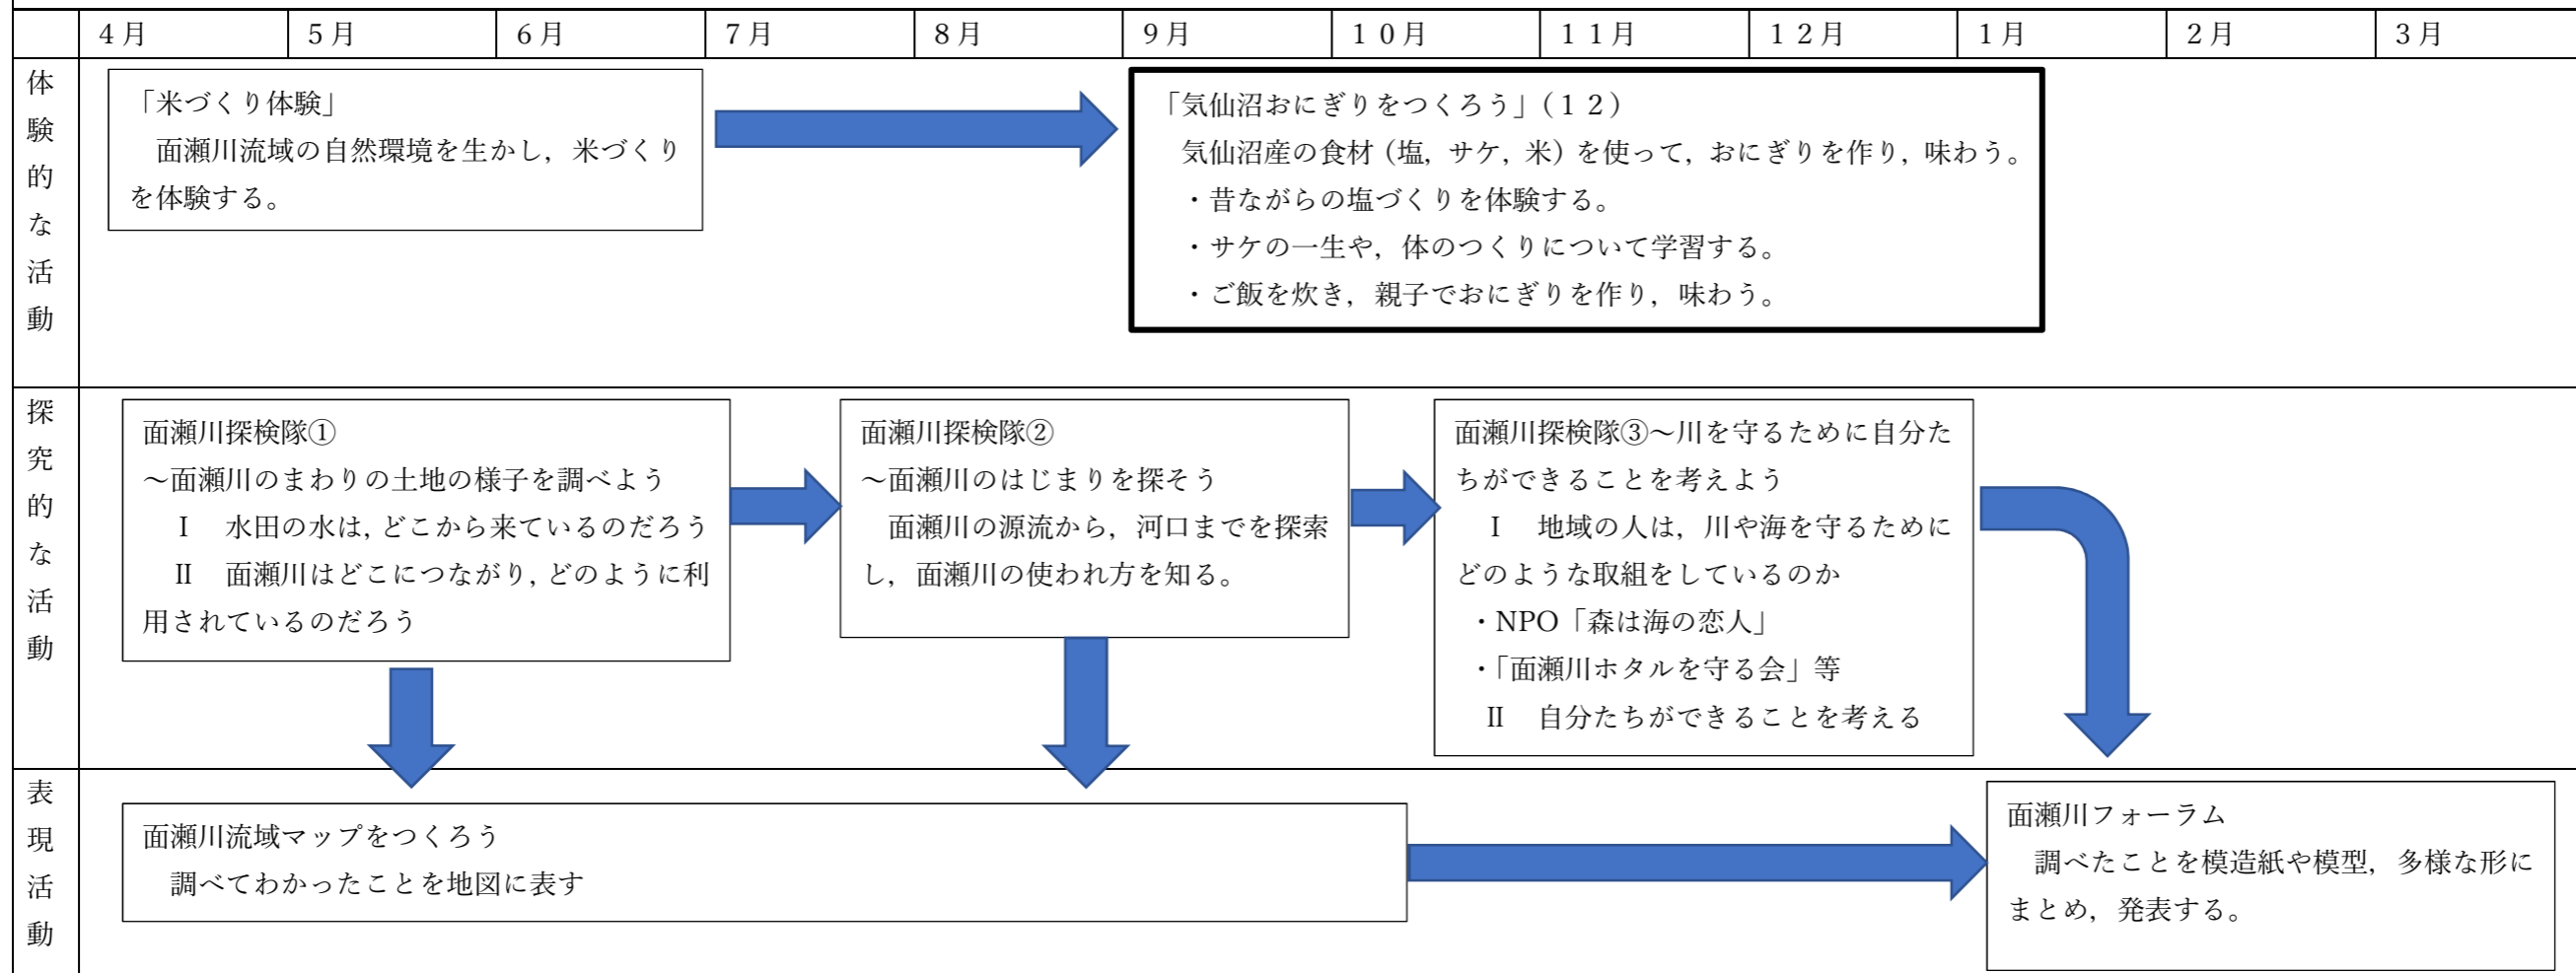 4月 5月 6月 7月 8月 9月 10月 11月 12月 1月 2月 3月
体験的な活動
「米づくり体験」
面瀬川流域の自然環境を生かし，米づくり
を体験する。
「気仙沼おにぎりをつくろう」（12）
気仙沼産の食材（塩，サケ，米）を使って，おにぎりを作り，味わう。
・昔ながらの塩づくりを体験する。
・サケの一生や，体のつくりについて学習する。
・ご飯を炊き，親子でおにぎりを作り，味わう。
探究的な活動
面瀬川探検隊①
～面瀬川のまわりの土地の様子を調べよう
Ⅰ　水田の水は，どこから来ているのだろう
Ⅱ　面瀬川はどこにつながり，どのように利
用されているのだろう
面瀬川探検隊②
～面瀬川のはじまりを探そう
面瀬川の源流から，河口までを探索
し，面瀬川の使われ方を知る。
面瀬川探検隊③～川を守るために自分た
ちができることを考えよう
Ⅰ　地域の人は，川や海を守るために
どのような取組をしているのか
・NPO「森は海の恋人」
・「面瀬川ホタルを守る会」等
Ⅱ　自分たちができることを考える
表現活動
面瀬川流域マップをつくろう
調べてわかったことを地図に表す
面瀬川フォーラム
調べたことを模造紙や模型，多様な形に
まとめ，発表する。